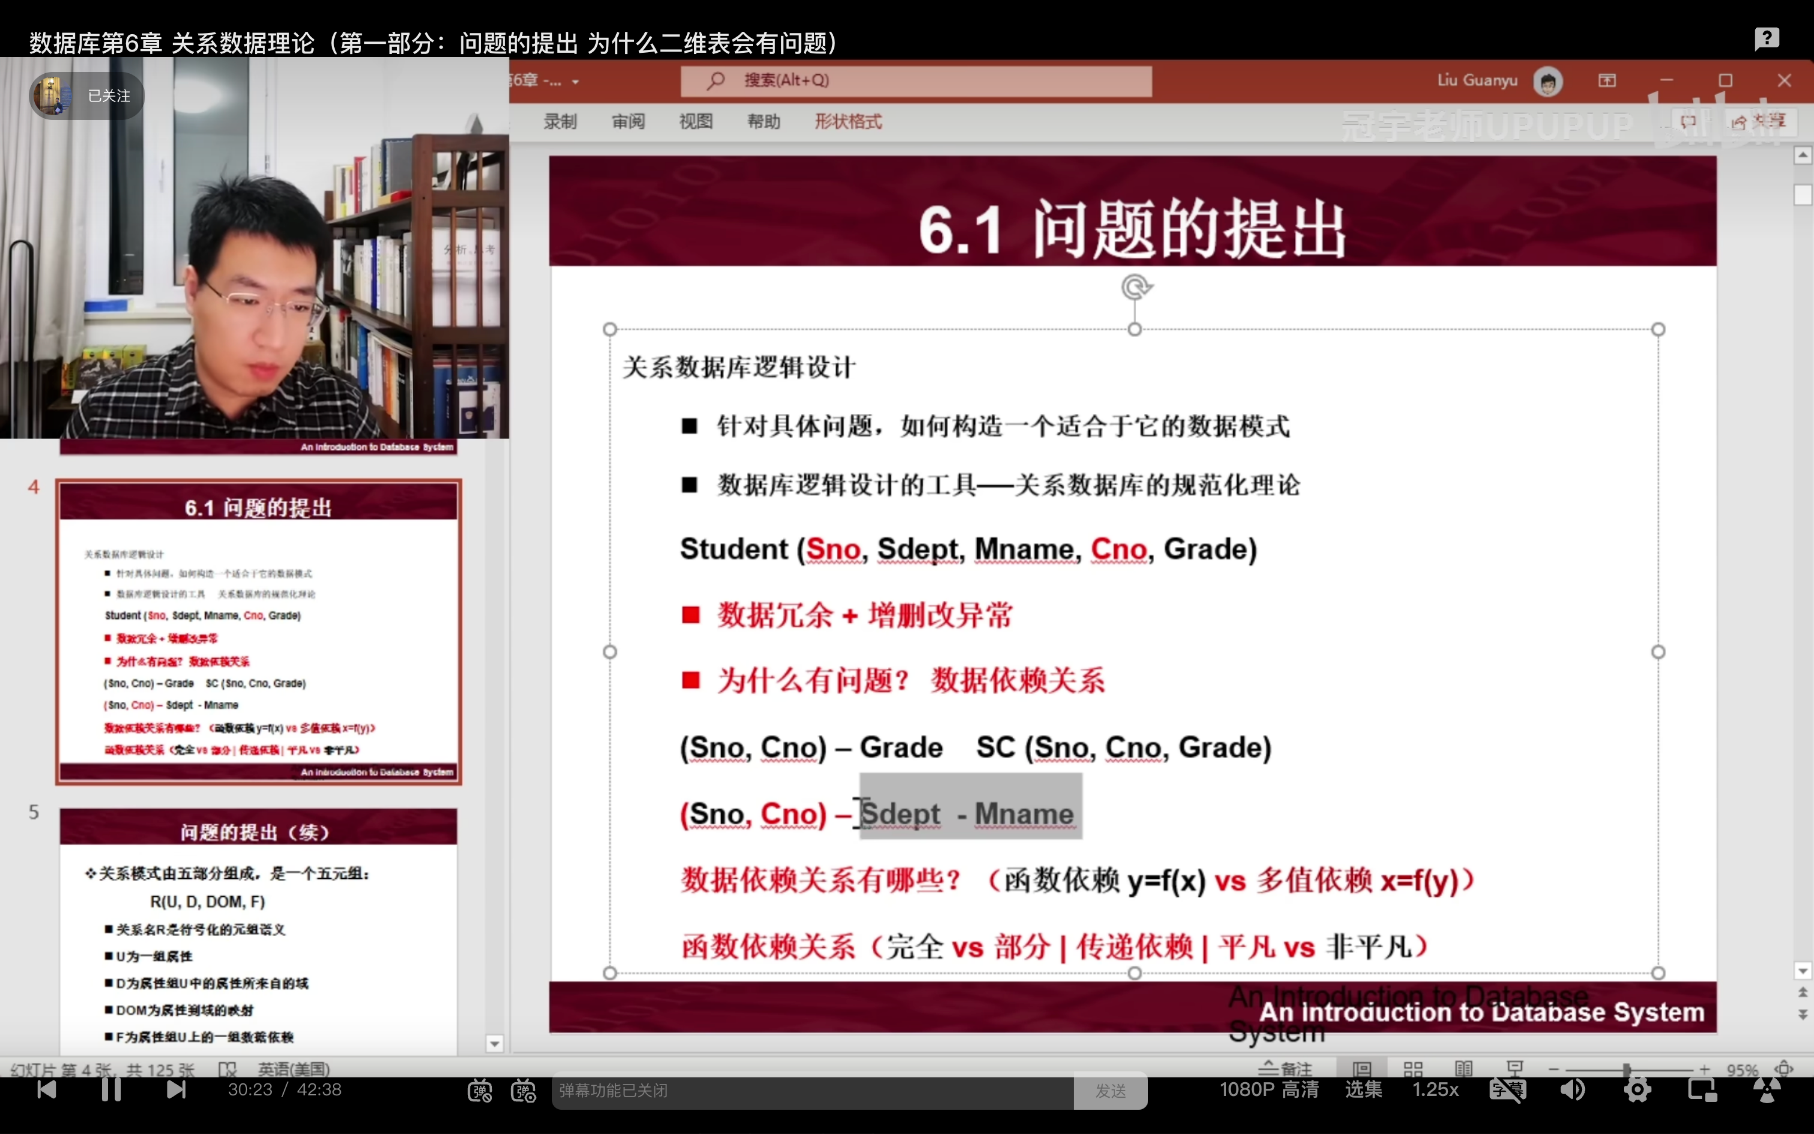 数据库第6章 关系数据理论（第一部分：问题的提出 为什么二维表会有问题）
已关注
6章 -...
搜索(Alt+Q)
Liu Guanyu
录制 审阅 视图 帮助 形状格式
冠宇老师UPUPUP
bilibili
共享
6.1 问题的提出
关系数据库逻辑设计
■ 针对具体问题，如何构造一个适合于它的数据模式
■ 数据库逻辑设计的工具──关系数据库的规范化理论
Student (Sno, Sdept, Mname, Cno, Grade)
■ 数据冗余 + 增删改异常
■ 为什么有问题？ 数据依赖关系
(Sno, Cno) – Grade SC (Sno, Cno, Grade)
(Sno, Cno) – Sdept - Mname
数据依赖关系有哪些？（函数依赖 y=f(x) vs 多值依赖 x=f(y)）
函数依赖关系（完全 vs 部分 | 传递依赖 | 平凡 vs 非平凡）
An Introduction to Database System
An Introduction to Database System
An Introduction to Database System
4
6.1 问题的提出
关系数据库逻辑设计
■ 针对具体问题，如何构造一个适合于它的数据模式
■ 数据库逻辑设计的工具 关系数据库的规范化理论
Student (Sno, Sdept, Mname, Cno, Grade)
■ 数据冗余 + 增删改异常
■ 为什么有问题？ 数据依赖关系
(Sno, Cno) – Grade SC (Sno, Cno, Grade)
(Sno, Cno) – Sdept - Mname
数据依赖关系有哪些？（函数依赖 y=f(x) vs 多值依赖 x=f(y)）
函数依赖关系（完全 vs 部分 | 传递依赖 | 平凡 vs 非平凡）
An Introduction to Database System
5
问题的提出（续）
❖关系模式由五部分组成，是一个五元组：
R(U, D, DOM, F)
■ 关系名R是符号化的元组语义
■ U为一组属性
■ D为属性组U中的属性所来自的域
■ DOM为属性到域的映射
■ F为属性组U上的一组数据依赖
幻灯片 第 4 张，共 125 张 英语(美国)
备注 95%
30:23 / 42:38
弹幕功能已关闭
发送
1080P 高清 选集 1.25x 字幕